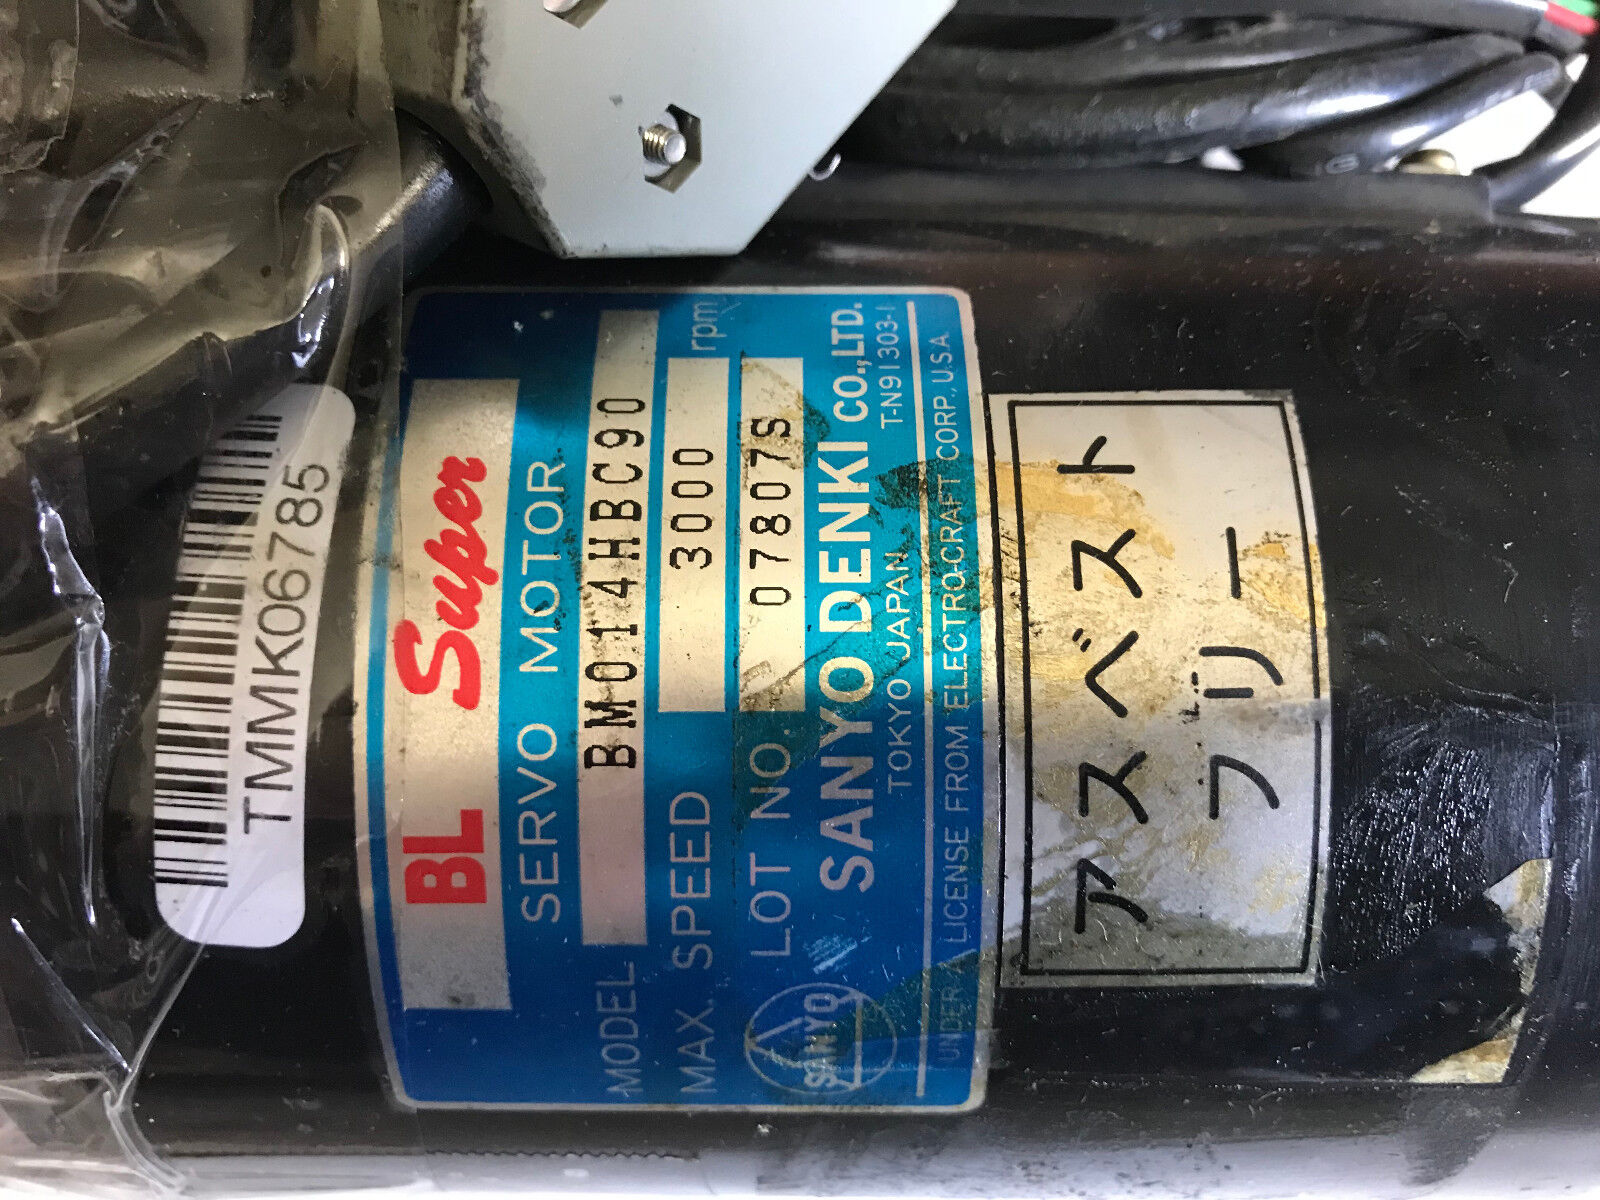 TMMK06785
BL Super
SERVO MOTOR
MODEL BM014HBC90
MAX. SPEED 3000 rpm
LOT NO. 07807S
SANYO
SANYO DENKI CO.,LTD.
TOKYO JAPAN T-N91303-1
UNDER A LICENSE FROM ELECTRO-CRAFT CORP., U.S.A
アスベスト
フリー